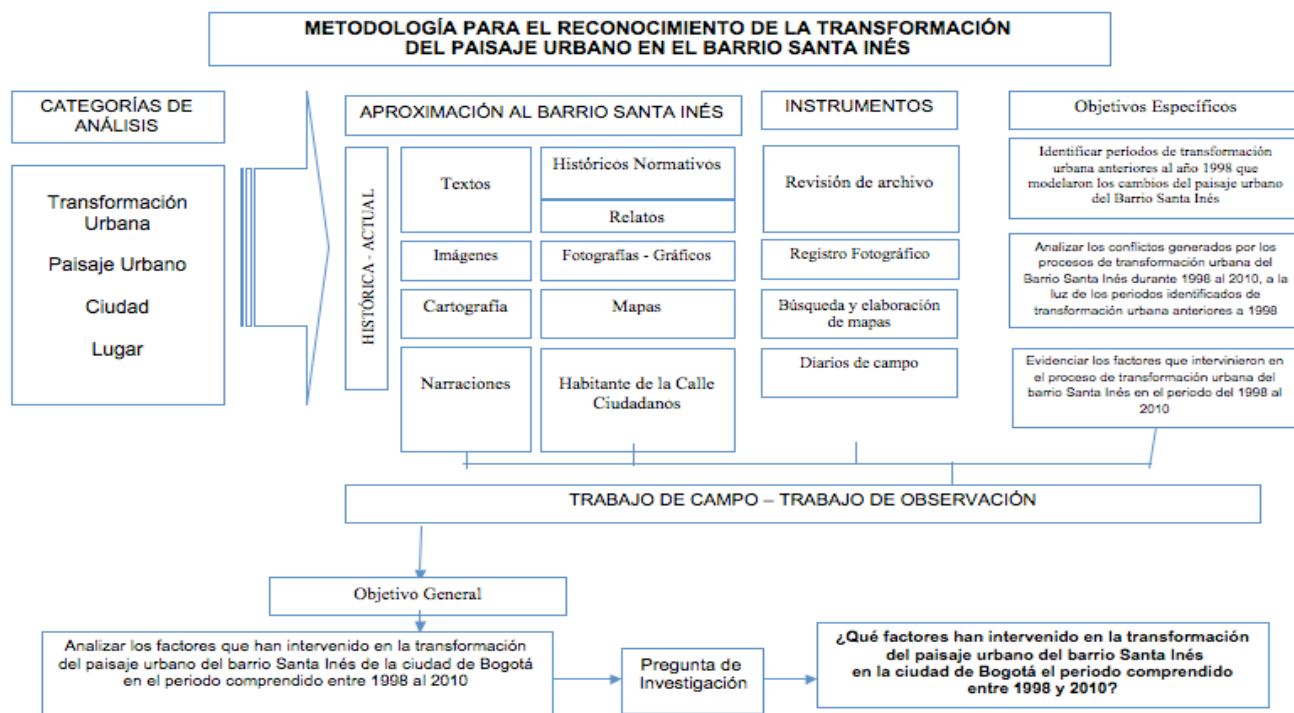 METODOLOGÍA PARA EL RECONOCIMIENTO DE LA TRANSFORMACIÓN
DEL PAISAJE URBANO EN EL BARRIO SANTA INÉS
CATEGORÍAS DE
ANÁLISIS
Transformación
Urbana
Paisaje Urbano
Ciudad
Lugar
APROXIMACIÓN AL BARRIO SANTA INÉS
HISTÓRICA - ACTUAL
Textos
Históricos Normativos
Relatos
Imágenes
Fotografías - Gráficos
Cartografía
Mapas
Narraciones
Habitante de la Calle
Ciudadanos
INSTRUMENTOS
Revisión de archivo
Registro Fotográfico
Búsqueda y elaboración
de mapas
Diarios de campo
Objetivos Específicos
Identificar períodos de transformación
urbana anteriores al año 1998 que
modelaron los cambios del paisaje urbano
del Barrio Santa Inés
Analizar los conflictos generados por los
procesos de transformación urbana del
Barrio Santa Inés durante 1998 al 2010, a la
luz de los periodos identificados de
transformación urbana anteriores a 1998
Evidenciar los factores que intervinieron en
el proceso de transformación urbana del
barrio Santa Inés en el periodo del 1998 al
2010
TRABAJO DE CAMPO – TRABAJO DE OBSERVACIÓN
Objetivo General
Analizar los factores que han intervenido en la transformación
del paisaje urbano del barrio Santa Inés de la ciudad de Bogotá
en el periodo comprendido entre 1998 al 2010
Pregunta de
Investigación
¿Qué factores han intervenido en la transformación
del paisaje urbano del barrio Santa Inés
en la ciudad de Bogotá el periodo comprendido
entre 1998 y 2010?